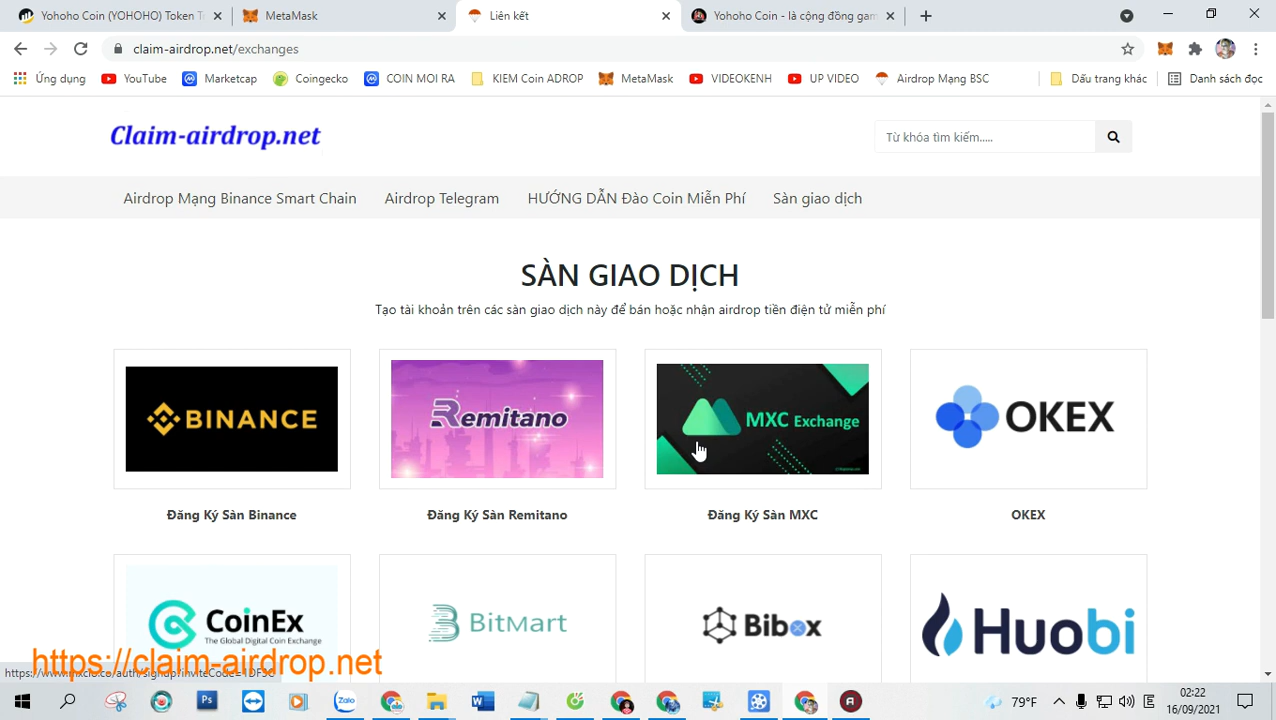 Yohoho Coin (YOHOHO) Token T
MetaMask
Liên kết
Yohoho Coin - là cộng đồng gam
claim-airdrop.net/exchanges
Ứng dụng
YouTube
Marketcap
Coingecko
COIN MOI RA
KIEM Coin ADROP
MetaMask
VIDEOKENH
UP VIDEO
Airdrop Mạng BSC
Dấu trang khác
Danh sách đọc
Claim-airdrop.net
Từ khóa tìm kiếm.....
Airdrop Mạng Binance Smart Chain
Airdrop Telegram
HƯỚNG DẪN Đào Coin Miễn Phí
Sàn giao dịch
SÀN GIAO DỊCH
Tạo tài khoản trên các sàn giao dịch này để bán hoặc nhận airdrop tiền điện tử miễn phí
BINANCE
Remitano
MXC Exchange
OKEX
Đăng Ký Sàn Binance
Đăng Ký Sàn Remitano
Đăng Ký Sàn MXC
OKEX
CoinEx
The Global Digital Coin Exchange
BitMart
Bibox
Huobi
https://claim-airdrop.net
Ps
Zalo
79°F
02:22
16/09/2021